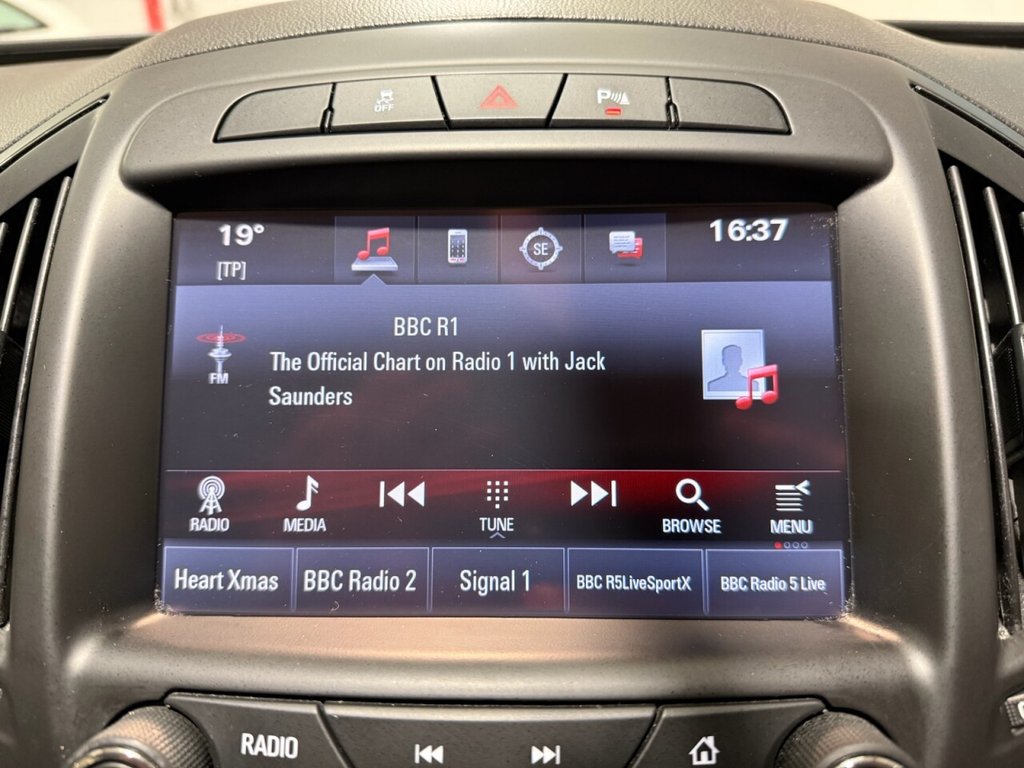 OFF
P
19°
[TP]
SE
16:37
FM
BBC R1
The Official Chart on Radio 1 with Jack
Saunders
RADIO
MEDIA
TUNE
BROWSE
MENU
Heart Xmas
BBC Radio 2
Signal 1
BBC R5LiveSportX
BBC Radio 5 Live
RADIO